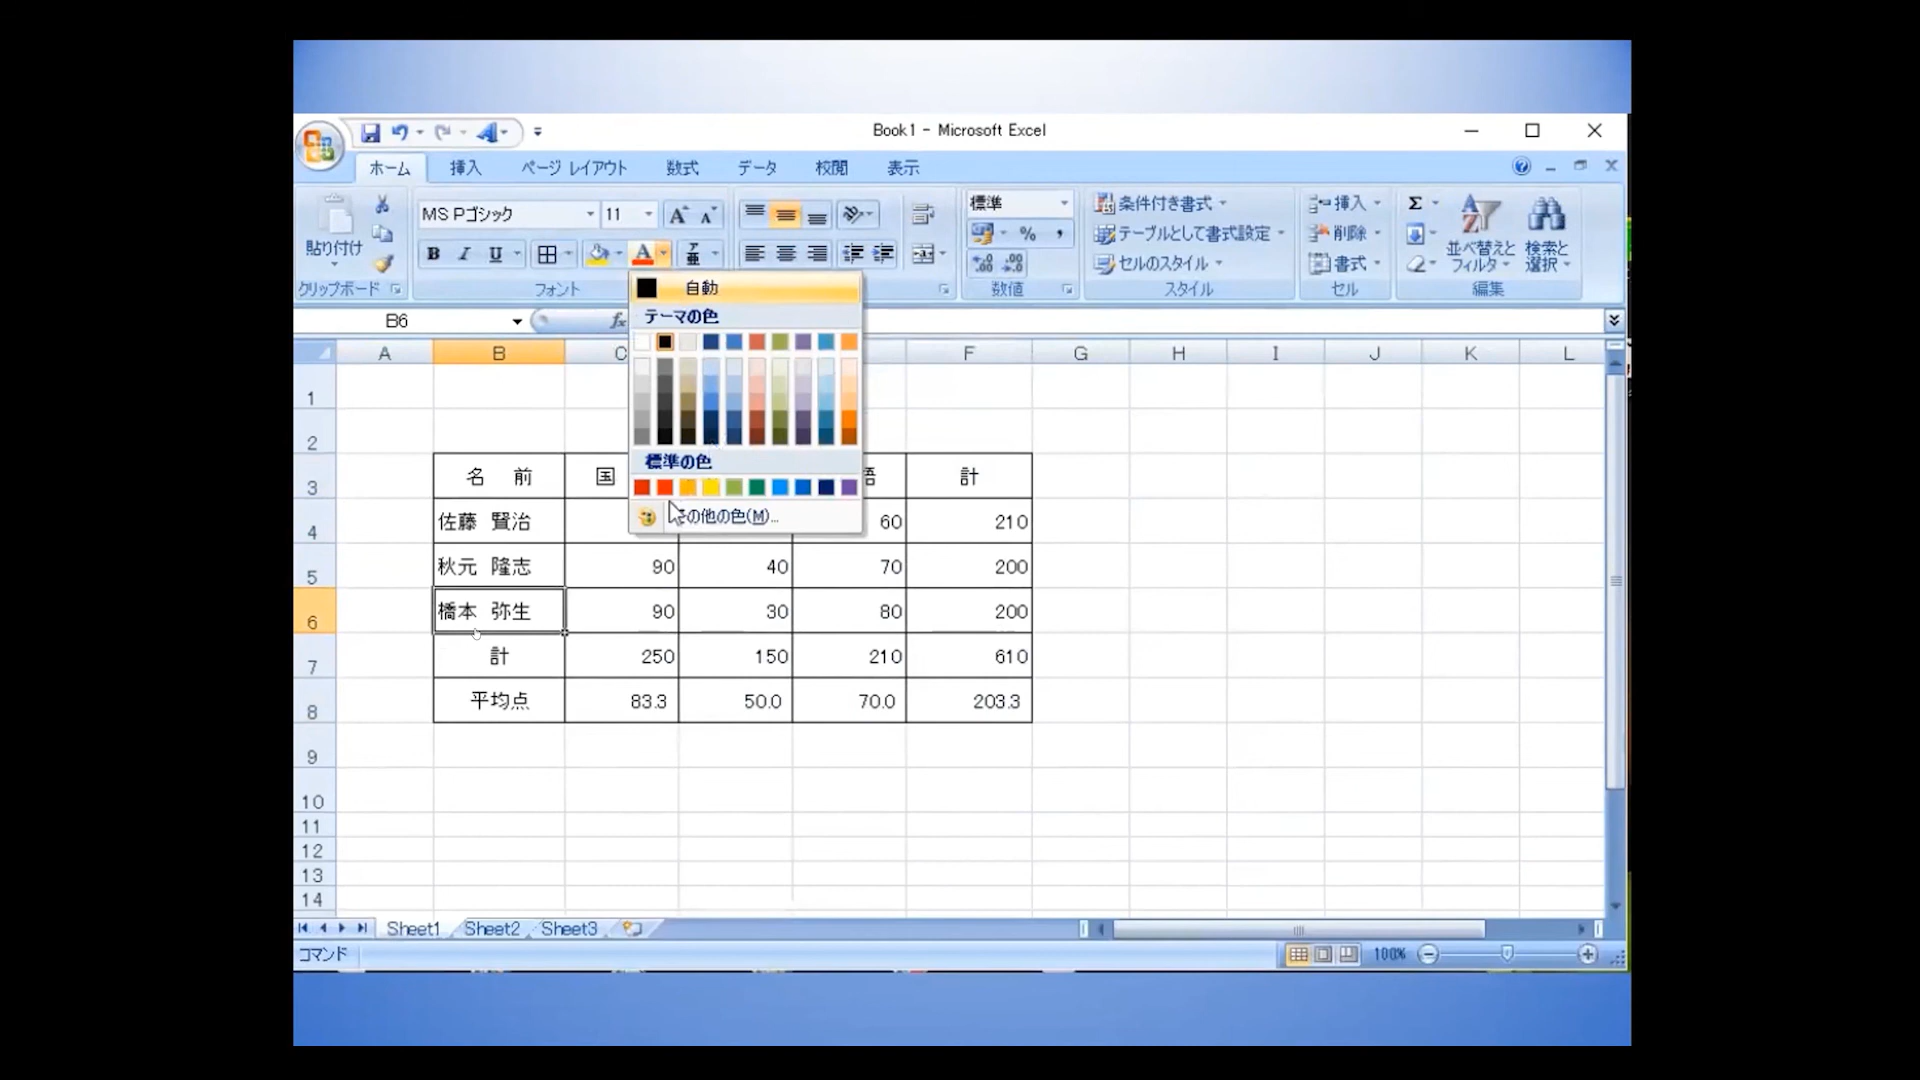 Book1 - Microsoft Excel
ホーム 挿入 ページ レイアウト 数式 データ 校閲 表示
MS Pゴシック 11 標準 条件付き書式 挿入 Σ
貼り付け B I U A 亜 % , テーブルとして書式設定 削除 並べ替えと フィルタ 検索と 選択
セルのスタイル 書式
クリップボード フォント 数値 スタイル セル 編集
自動
B6 fx
テーマの色
A B C F G H I J K L
1
2
標準の色
3 名 前 国 語 計
その他の色(M)...
4 佐藤 賢治 60 210
5 秋元 隆志 90 40 70 200
6 橋本 弥生 90 30 80 200
7 計 250 150 210 610
8 平均点 83.3 50.0 70.0 203.3
9
10
11
12
13
14
Sheet1 Sheet2 Sheet3
コマンド 100%